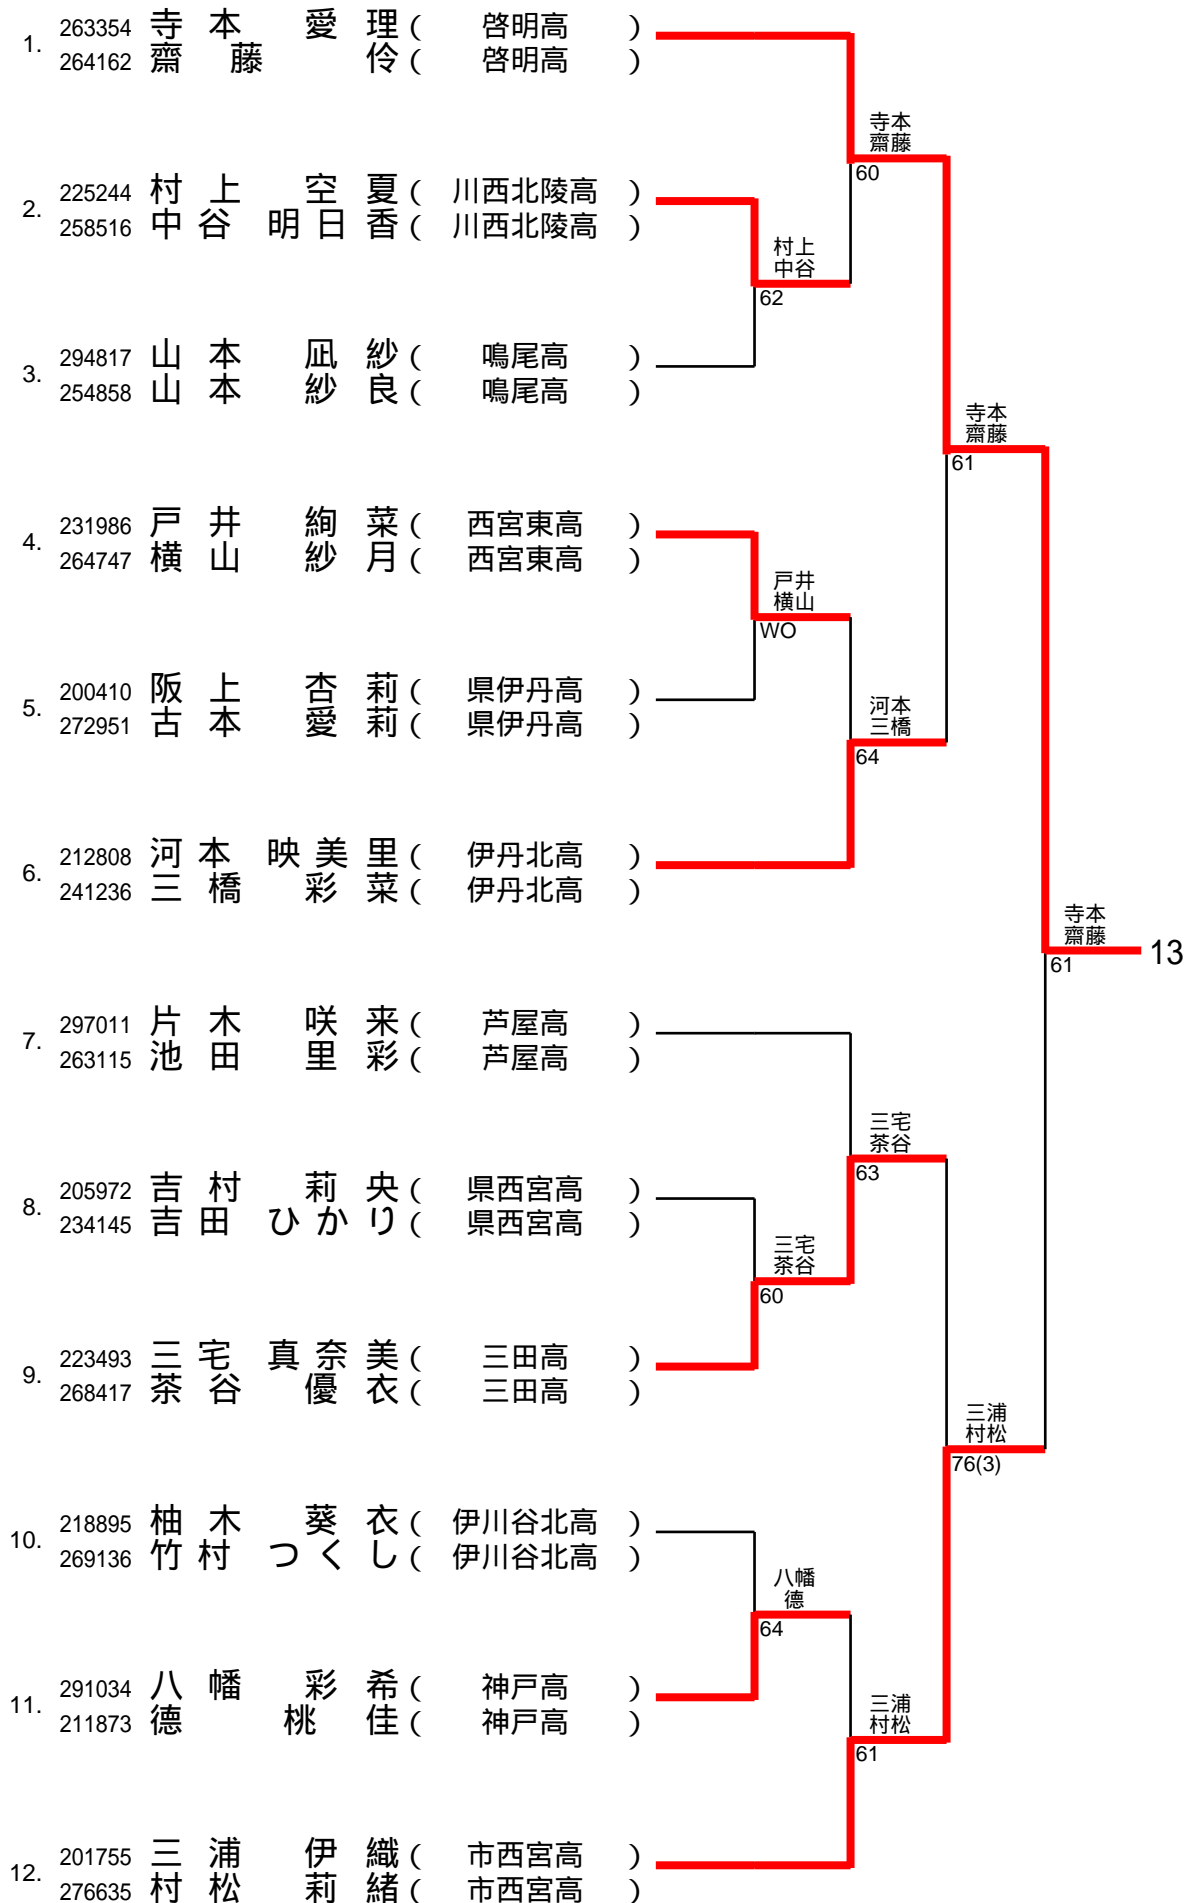 1. 263354 寺本 愛理 ( 啓明高 )
264162 齋藤 伶 ( 啓明高 )
寺本
齋藤
60
2. 225244 村上 空夏 ( 川西北陵高 )
258516 中谷 明日香 ( 川西北陵高 )
村上
中谷
62
3. 294817 山本 凪紗 ( 鳴尾高 )
254858 山本 紗良 ( 鳴尾高 )
寺本
齋藤
61
4. 231986 戸井 絢菜 ( 西宮東高 )
264747 横山 紗月 ( 西宮東高 )
戸井
横山
WO
5. 200410 阪上 杏莉 ( 県伊丹高 )
272951 古本 愛莉 ( 県伊丹高 )
河本
三橋
64
6. 212808 河本 映美里 ( 伊丹北高 )
241236 三橋 彩菜 ( 伊丹北高 )
寺本
齋藤
61
13
7. 297011 片木 咲来 ( 芦屋高 )
263115 池田 里彩 ( 芦屋高 )
三宅
茶谷
63
8. 205972 吉村 莉央 ( 県西宮高 )
234145 吉田 ひかり ( 県西宮高 )
三宅
茶谷
60
9. 223493 三宅 真奈美 ( 三田高 )
268417 茶谷 優衣 ( 三田高 )
三浦
村松
76(3)
10. 218895 柚木 葵衣 ( 伊川谷北高 )
269136 竹村 つくし ( 伊川谷北高 )
八幡
德
64
11. 291034 八幡 彩希 ( 神戸高 )
211873 德 桃佳 ( 神戸高 )
三浦
村松
61
12. 201755 三浦 伊織 ( 市西宮高 )
276635 村松 莉緒 ( 市西宮高 )